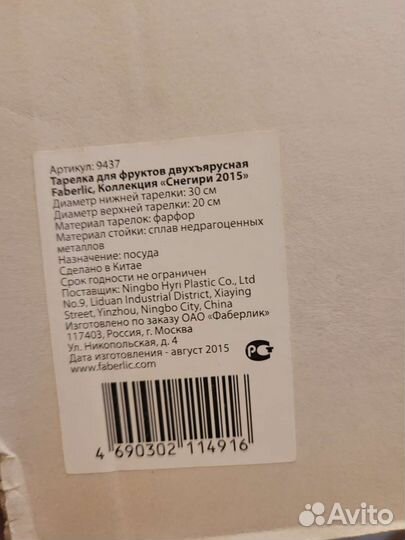 Артикул: 9437
Тарелка для фруктов двухъярусная
Faberlic, Коллекция «Снегири 2015»
Диаметр нижней тарелки: 30 см
Диаметр верхней тарелки: 20 см
Материал тарелок: фарфор
Материал стойки: сплав недрагоценных
металлов
Назначение: посуда
Сделано в Китае
Срок годности не ограничен
Поставщик: Ningbo Hyri Plastic Co., Ltd
No.9, Liduan Industrial District, Xiaying
Street, Yinzhou, Ningbo City, China
Изготовлено по заказу ОАО «Фаберлик»
117403, Россия, г. Москва
Ул. Никопольская, д. 4
Дата изготовления - август 2015
www.faberlic.com
РСТ
4 690302 114916
Avito